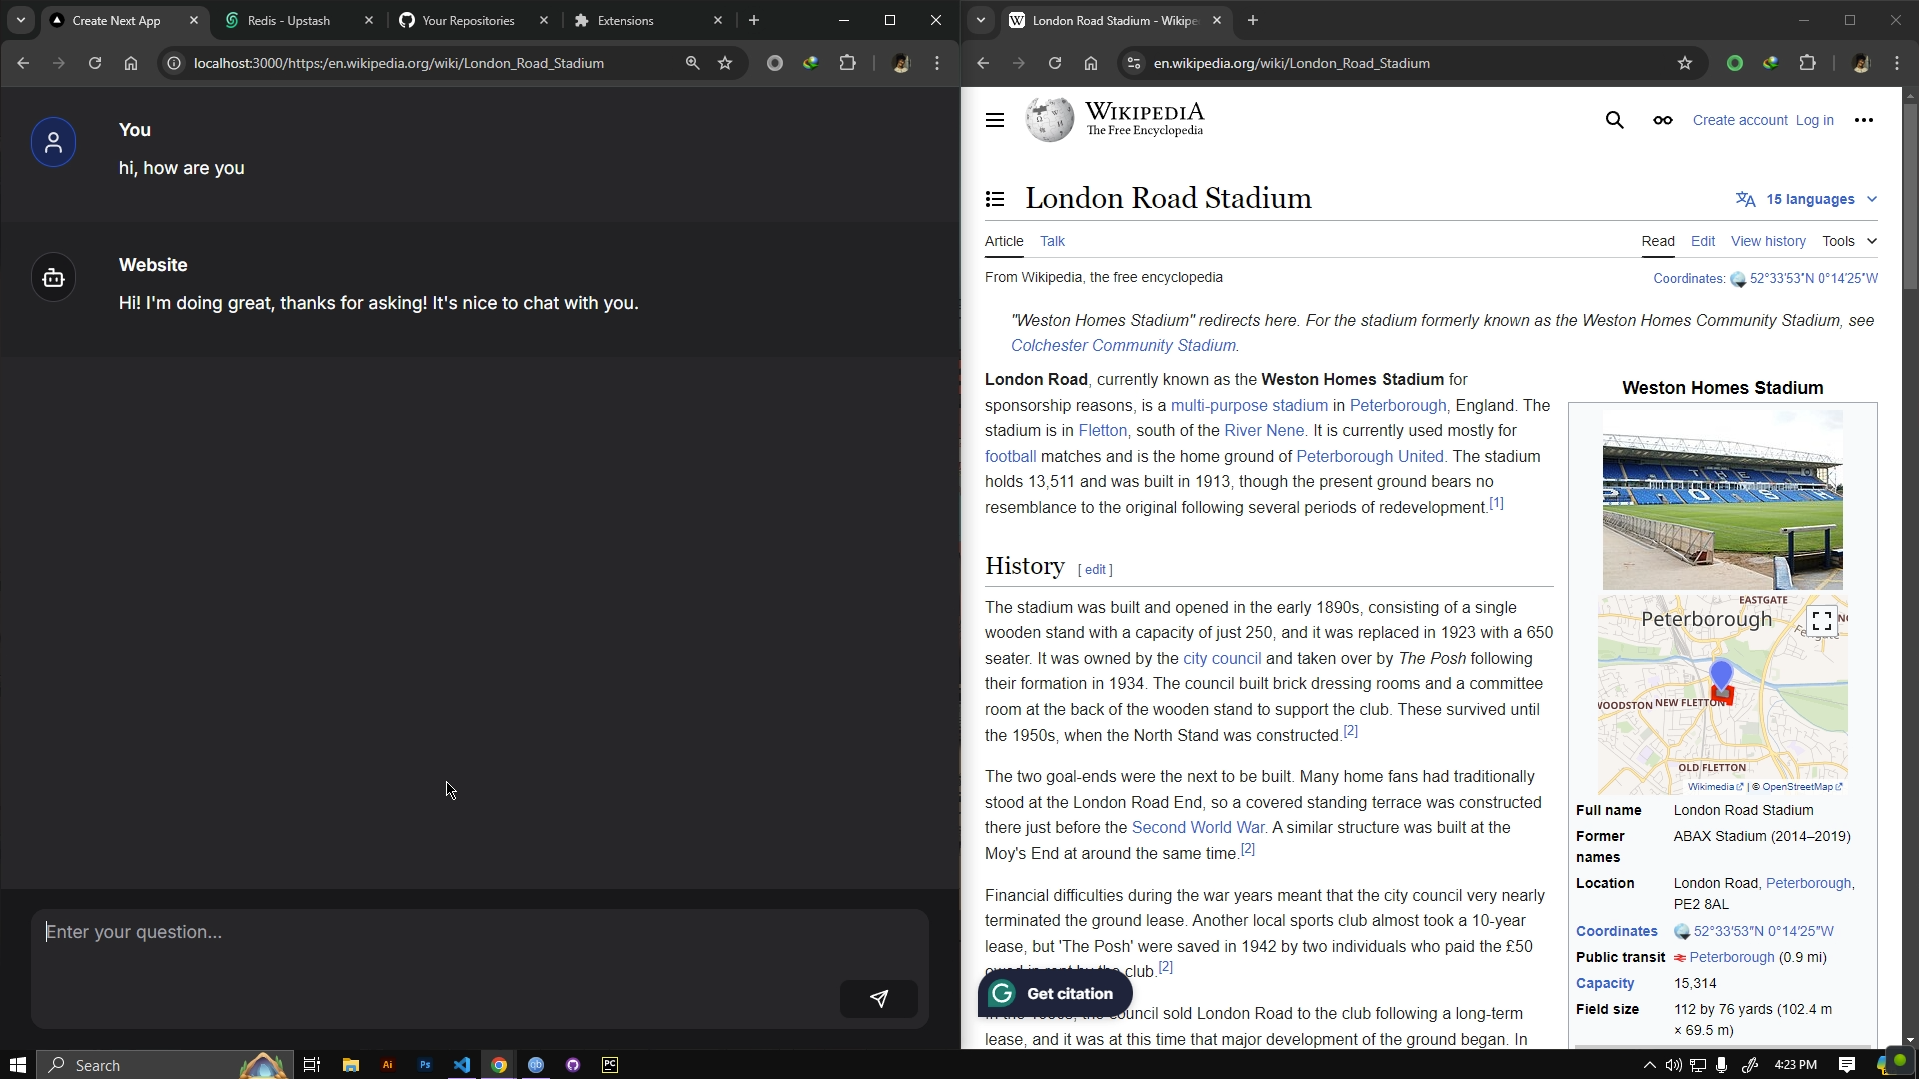 Create Next App
Redis - Upstash
Your Repositories
Extensions
localhost:3000/https:/en.wikipedia.org/wiki/London_Road_Stadium
You
hi, how are you
Website
Hi! I'm doing great, thanks for asking! It's nice to chat with you.
Enter your question...
London Road Stadium - Wikipe
en.wikipedia.org/wiki/London_Road_Stadium
WIKIPEDIA
The Free Encyclopedia
Create account Log in
London Road Stadium
15 languages
Article Talk
Read Edit View history Tools
From Wikipedia, the free encyclopedia
Coordinates: 52°33′53″N 0°14′25″W
"Weston Homes Stadium" redirects here. For the stadium formerly known as the Weston Homes Community Stadium, see
Colchester Community Stadium.
London Road, currently known as the Weston Homes Stadium for
sponsorship reasons, is a multi-purpose stadium in Peterborough, England. The
stadium is in Fletton, south of the River Nene. It is currently used mostly for
football matches and is the home ground of Peterborough United. The stadium
holds 13,511 and was built in 1913, though the present ground bears no
resemblance to the original following several periods of redevelopment.[1]
History [ edit ]
The stadium was built and opened in the early 1890s, consisting of a single
wooden stand with a capacity of just 250, and it was replaced in 1923 with a 650
seater. It was owned by the city council and taken over by The Posh following
their formation in 1934. The council built brick dressing rooms and a committee
room at the back of the wooden stand to support the club. These survived until
the 1950s, when the North Stand was constructed.[2]
The two goal-ends were the next to be built. Many home fans had traditionally
stood at the London Road End, so a covered standing terrace was constructed
there just before the Second World War. A similar structure was built at the
Moy's End at around the same time.[2]
Financial difficulties during the war years meant that the city council very nearly
terminated the ground lease. Another local sports club almost took a 10-year
lease, but 'The Posh' were saved in 1942 by two individuals who paid the £50
club.[2]
Get citation
council sold London Road to the club following a long-term
lease, and it was at this time that major development of the ground began. In
Weston Homes Stadium
THE
POSH
EASTGATE
Peterborough
WOODSTON NEW FLETTON
OLD FLETTON
Wikimedia | © OpenStreetMap
Full name London Road Stadium
Former names ABAX Stadium (2014–2019)
Location London Road, Peterborough,
PE2 8AL
Coordinates 52°33′53″N 0°14′25″W
Public transit Peterborough (0.9 mi)
Capacity 15,314
Field size 112 by 76 yards (102.4 m
× 69.5 m)
Search
Ai
Ps
qb
PC
4:23 PM